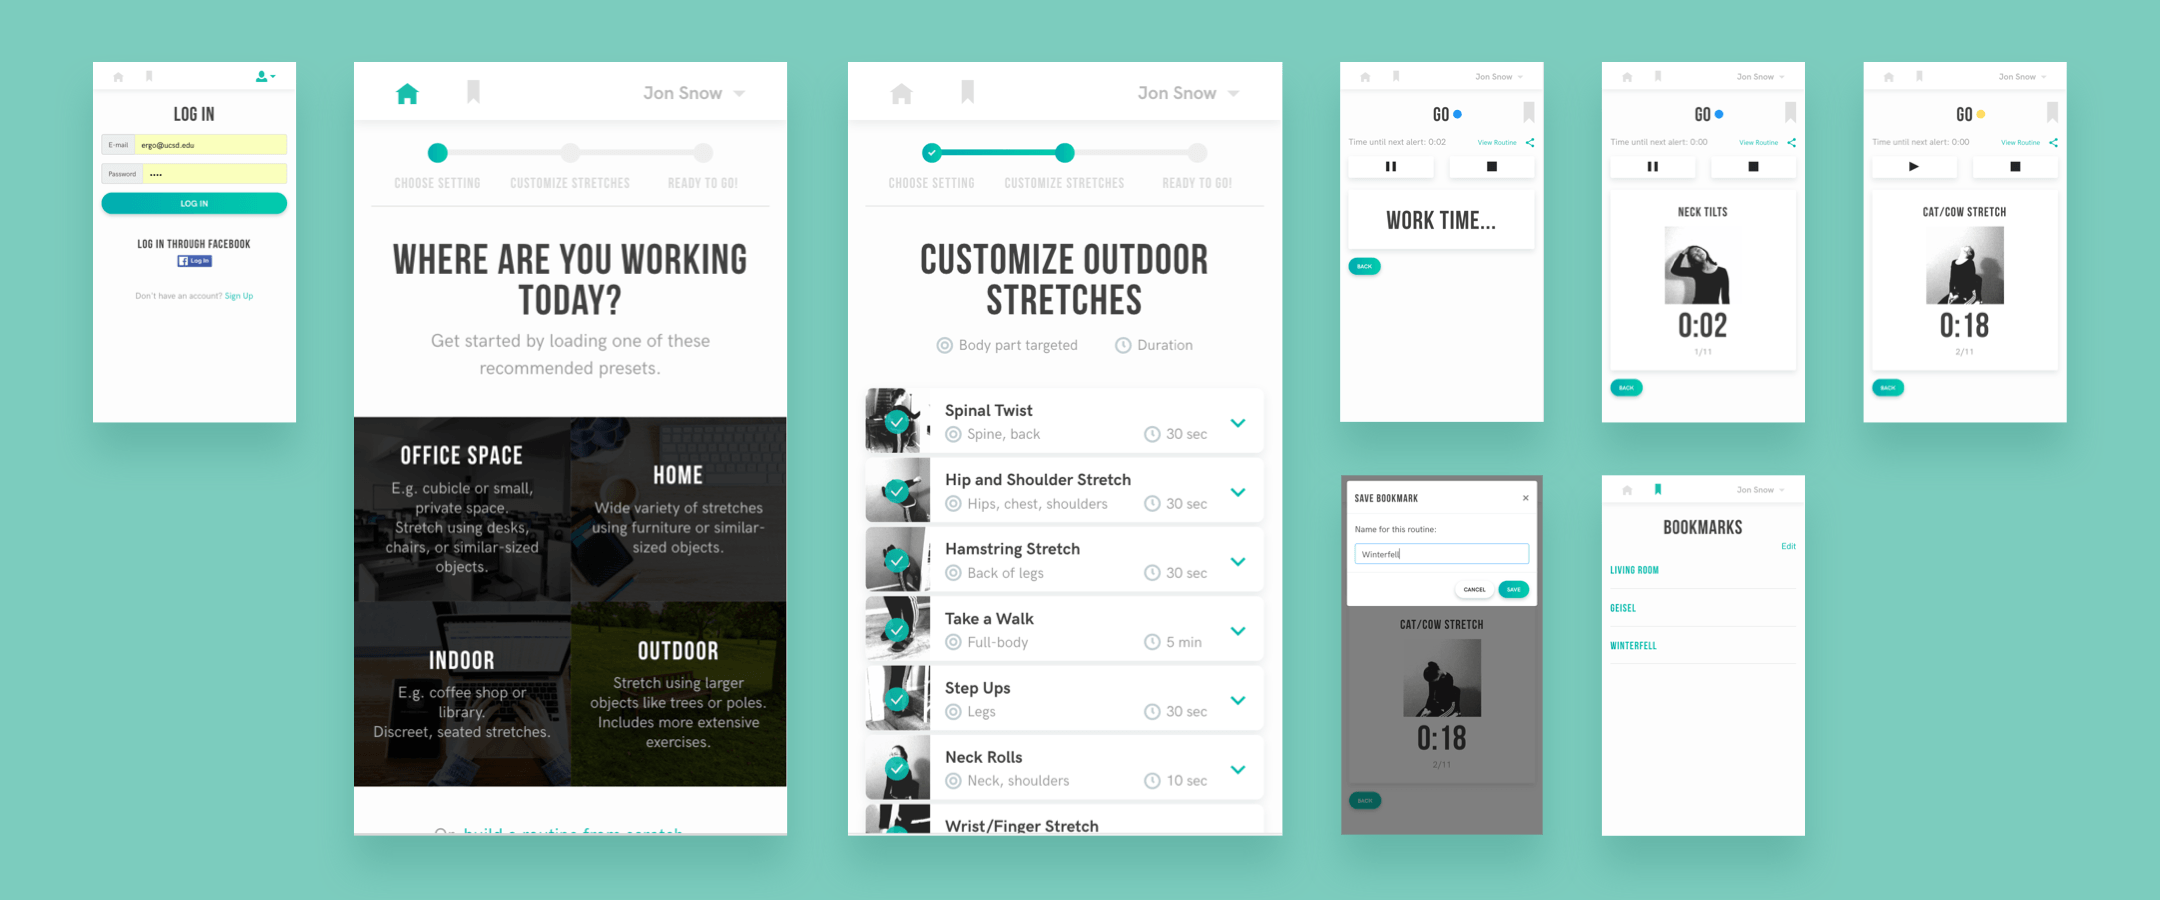 LOG IN
E-mail
ergo@ucsd.edu
Password
LOG IN
LOG IN THROUGH FACEBOOK
Log In
Don't have an account? Sign Up
Jon Snow
CHOOSE SETTING
CUSTOMIZE STRETCHES
READY TO GO!
WHERE ARE YOU WORKING
TODAY?
Get started by loading one of these
recommended presets.
OFFICE SPACE
E.g. cubicle or small,
private space.
Stretch using desks,
chairs, or similar-sized
objects.
HOME
Wide variety of stretches
using furniture or similar-
sized objects.
INDOOR
E.g. coffee shop or
library.
Discreet, seated stretches.
OUTDOOR
Stretch using larger
objects like trees or poles.
Includes more extensive
exercises.
Or, build a routine from scratch
Jon Snow
CHOOSE SETTING
CUSTOMIZE STRETCHES
READY TO GO!
CUSTOMIZE OUTDOOR
STRETCHES
Body part targeted
Duration
Spinal Twist
Spine, back
30 sec
Hip and Shoulder Stretch
Hips, chest, shoulders
30 sec
Hamstring Stretch
Back of legs
30 sec
Take a Walk
Full-body
5 min
Step Ups
Legs
30 sec
Neck Rolls
Neck, shoulders
10 sec
Wrist/Finger Stretch
Jon Snow
GO
Time until next alert: 0:02
View Routine
WORK TIME...
BACK
Jon Snow
GO
Time until next alert: 0:00
View Routine
NECK TILTS
0:02
1/11
BACK
Jon Snow
GO
Time until next alert: 0:00
View Routine
CAT/COW STRETCH
0:18
2/11
BACK
SAVE BOOKMARK
Name for this routine:
Winterfell
CANCEL
SAVE
CAT/COW STRETCH
0:18
2/11
BACK
Jon Snow
BOOKMARKS
Edit
LIVING ROOM
GEISEL
WINTERFELL